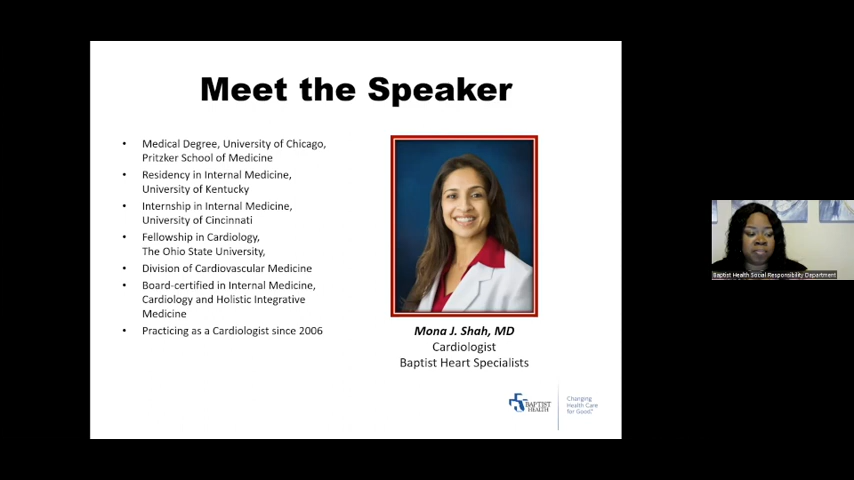 Meet the Speaker
• Medical Degree, University of Chicago,
Pritzker School of Medicine
• Residency in Internal Medicine,
University of Kentucky
• Internship in Internal Medicine,
University of Cincinnati
• Fellowship in Cardiology,
The Ohio State University,
• Division of Cardiovascular Medicine
• Board-certified in Internal Medicine,
Cardiology and Holistic Integrative
Medicine
• Practicing as a Cardiologist since 2006
Mona J. Shah, MD
Cardiologist
Baptist Heart Specialists
BAPTIST
HEALTH
Changing
Health Care
for Good.
Baptist Health Social Responsibility Department